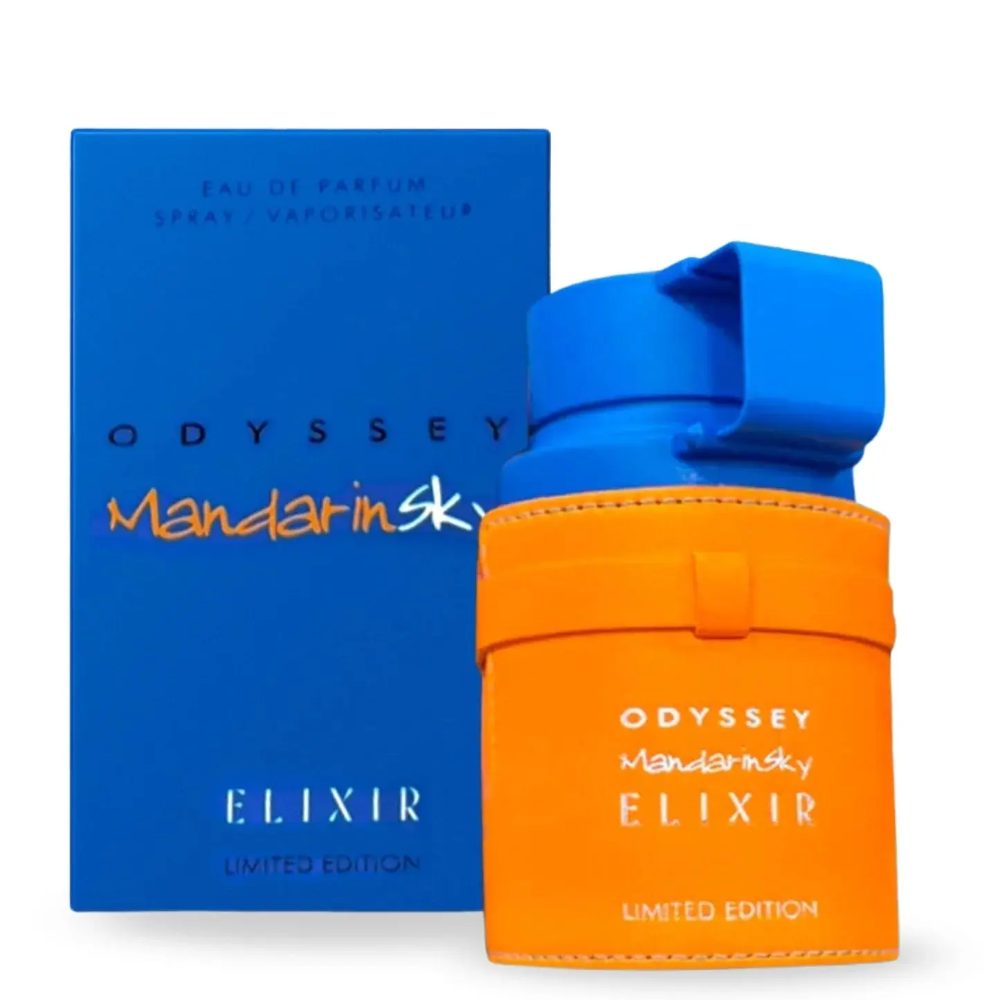 EAU DE PARFUM
SPRAY / VAPORISATEUR
ODYSSEY
MandarinSky
ELIXIR
LIMITED EDITION
ODYSSEY
MandarinSky
ELIXIR
LIMITED EDITION